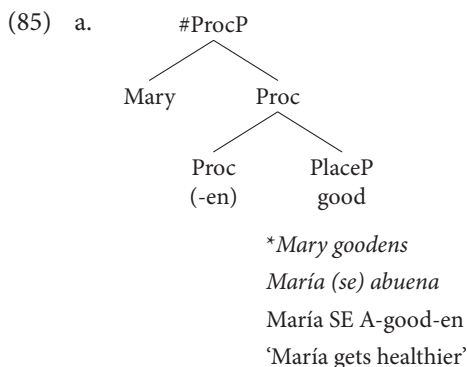 (85) a. #ProcP
Mary Proc
Proc PlaceP
(-en) good
*Mary goodens
María (se) abuena
María SE A-good-en
‘María gets healthier’